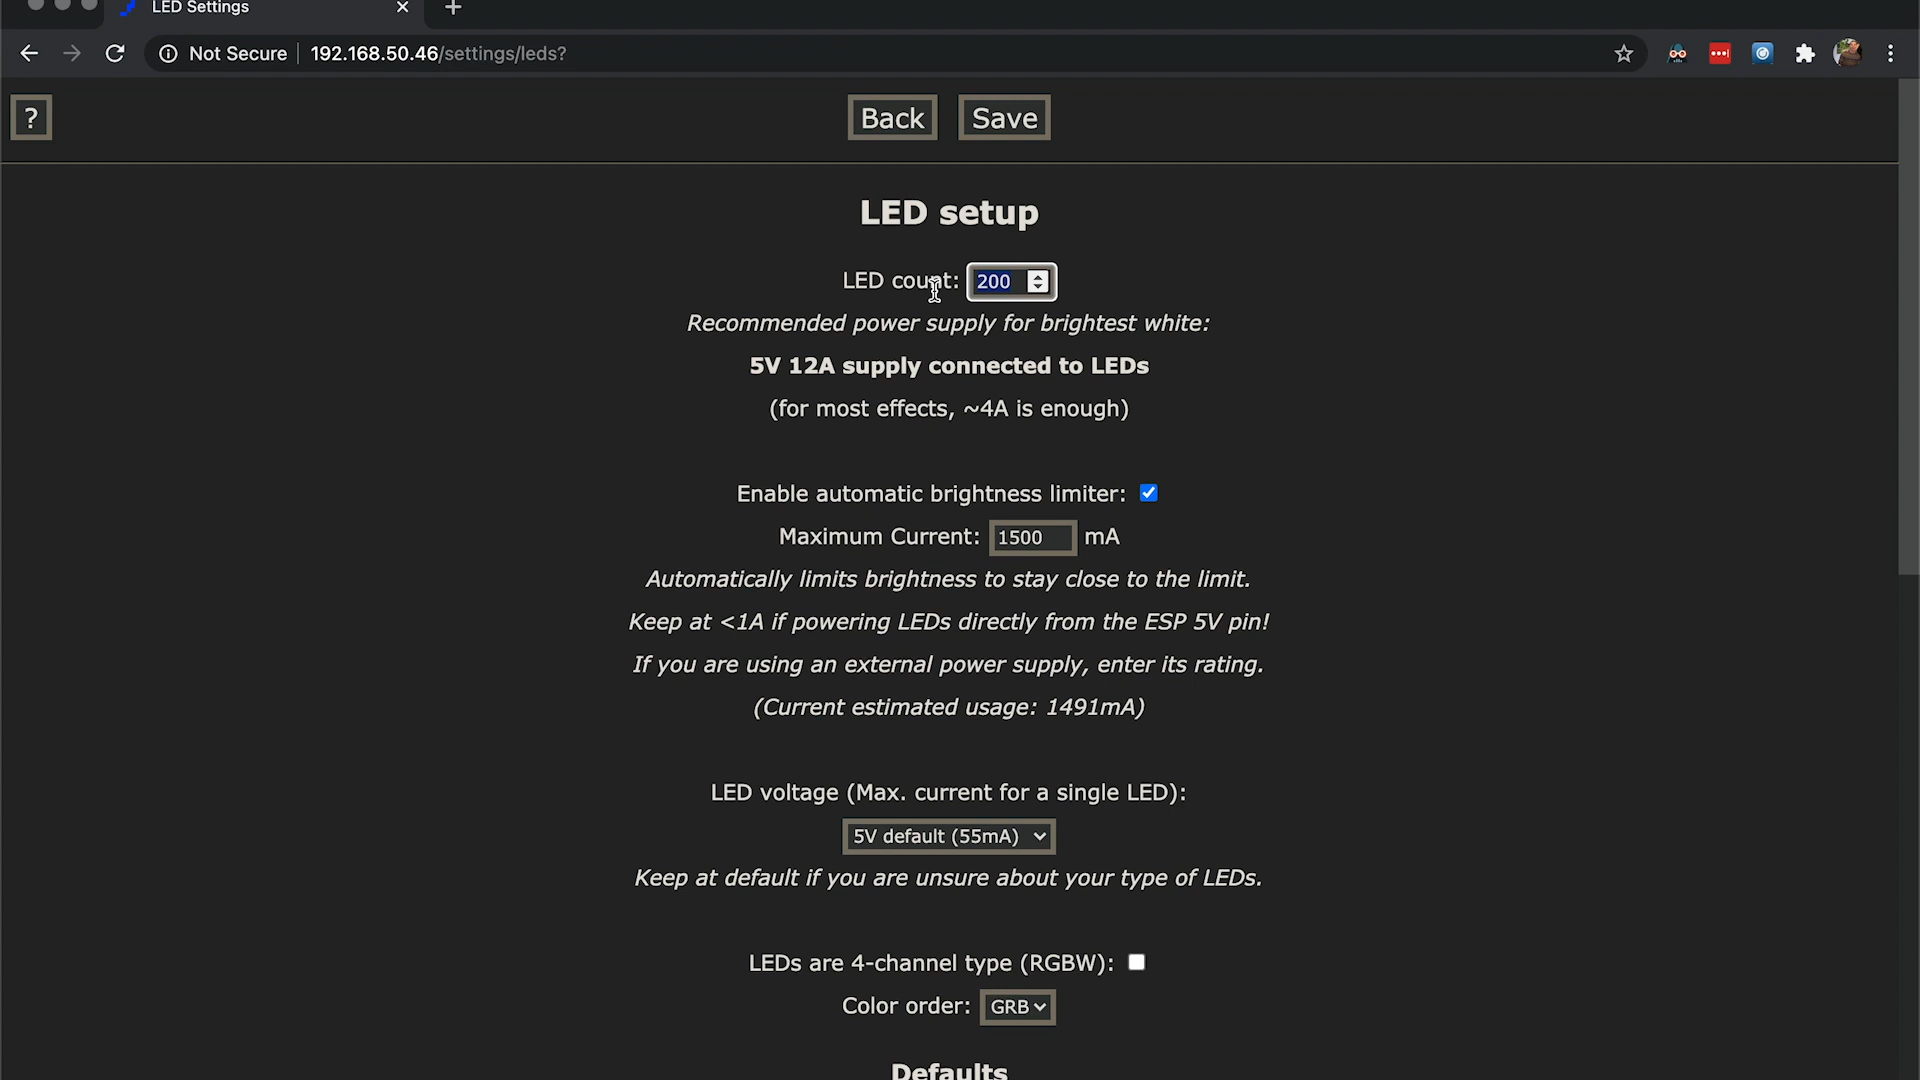 LED Settings
Not Secure
192.168.50.46/settings/leds?
?
Back
Save
LED setup
LED count: 200
Recommended power supply for brightest white:
5V 12A supply connected to LEDs
(for most effects, ~4A is enough)
Enable automatic brightness limiter:
Maximum Current: 1500 mA
Automatically limits brightness to stay close to the limit.
Keep at <1A if powering LEDs directly from the ESP 5V pin!
If you are using an external power supply, enter its rating.
(Current estimated usage: 1491mA)
LED voltage (Max. current for a single LED):
5V default (55mA)
Keep at default if you are unsure about your type of LEDs.
LEDs are 4-channel type (RGBW):
Color order: GRB
Defaults